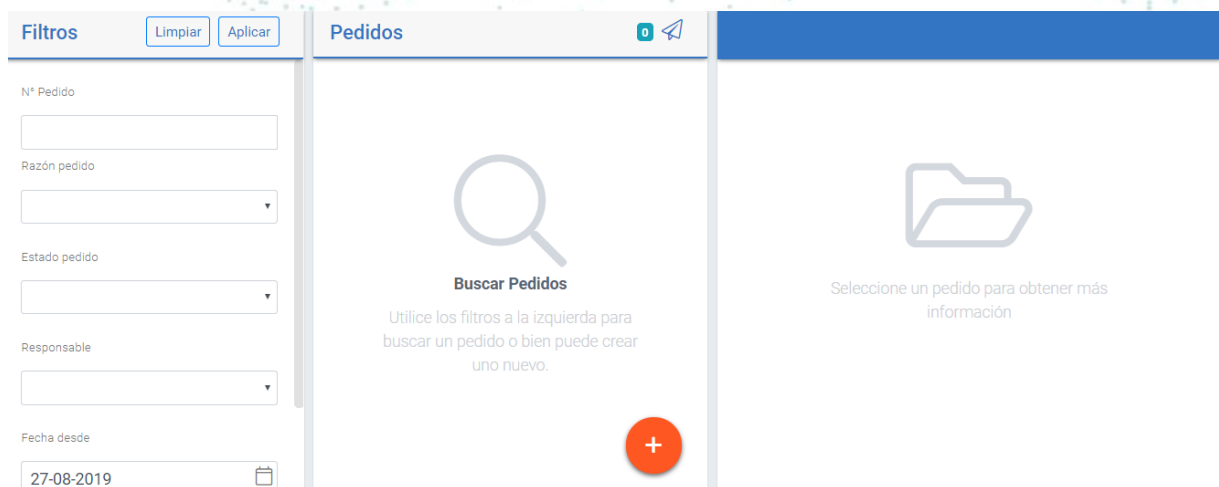 Filtros
Limpiar
Aplicar
N° Pedido
Razón pedido
Estado pedido
Responsable
Fecha desde
27-08-2019
Pedidos
0
Buscar Pedidos
Utilice los filtros a la izquierda para
buscar un pedido o bien puede crear
uno nuevo.
+
Seleccione un pedido para obtener más
información